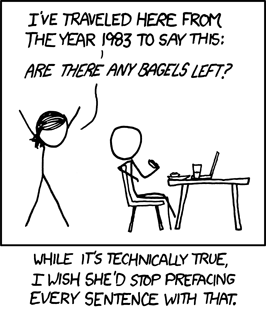 I'VE TRAVELED HERE FROM
THE YEAR 1983 TO SAY THIS:
ARE THERE ANY BAGELS LEFT?
WHILE IT'S TECHNICALLY TRUE,
I WISH SHE'D STOP PREFACING
EVERY SENTENCE WITH THAT.